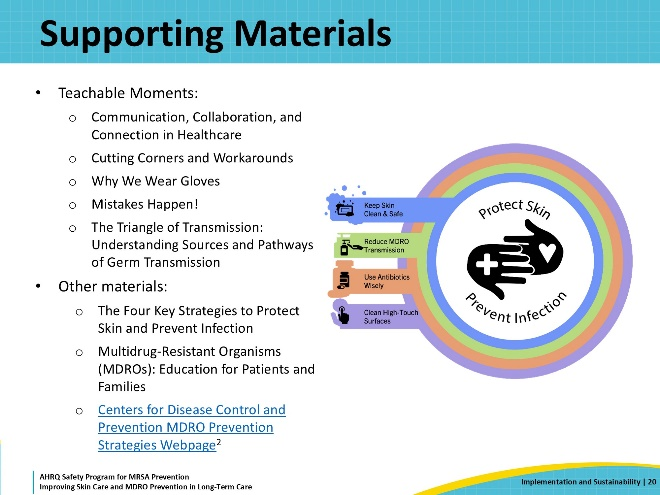 Supporting Materials
• Teachable Moments:
o Communication, Collaboration, and
Connection in Healthcare
o Cutting Corners and Workarounds
o Why We Wear Gloves
o Mistakes Happen!
o The Triangle of Transmission:
Understanding Sources and Pathways
of Germ Transmission
• Other materials:
o The Four Key Strategies to Protect
Skin and Prevent Infection
o Multidrug-Resistant Organisms
(MDROs): Education for Patients and
Families
o Centers for Disease Control and
Prevention MDRO Prevention
Strategies Webpage2
Keep Skin
Clean & Safe
Reduce MDRO
Transmission
Use Antibiotics
Wisely
Clean High-Touch
Surfaces
Protect Skin
Prevent Infection
AHRQ Safety Program for MRSA Prevention
Improving Skin Care and MDRO Prevention in Long-Term Care
Implementation and Sustainability | 20